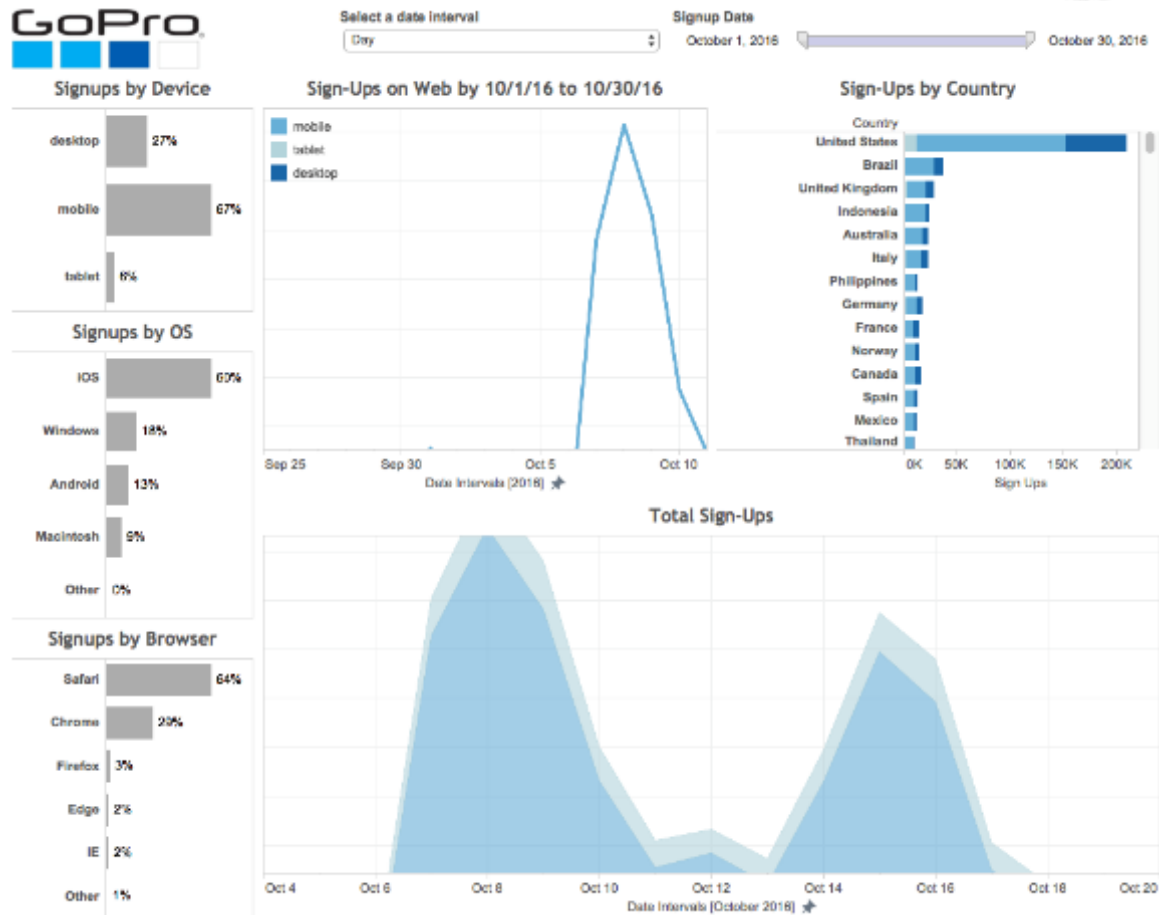 GoPro
Select a date interval
Day
Signup Date
October 1, 2016
October 30, 2016
Signups by Device
desktop 27%
mobile 67%
tablet 6%
Signups by OS
iOS 60%
Windows 18%
Android 13%
Macintosh 9%
Other 0%
Signups by Browser
Safari 64%
Chrome 29%
Firefox 3%
Edge 2%
IE 2%
Other 1%
Sign-Ups on Web by 10/1/16 to 10/30/16
mobile
tablet
desktop
Sep 25 Sep 30 Oct 5 Oct 10
Date Intervals [2016]
Sign-Ups by Country
Country
United States
Brazil
United Kingdom
Indonesia
Australia
Italy
Philippines
Germany
France
Norway
Canada
Spain
Mexico
Thailand
0K 50K 100K 150K 200K
Sign Ups
Total Sign-Ups
Oct 4 Oct 6 Oct 8 Oct 10 Oct 12 Oct 14 Oct 16 Oct 18 Oct 20
Date Intervals [October 2016]